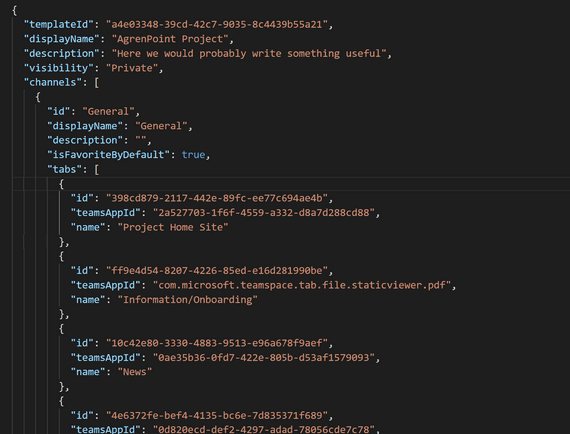 {
"templateId": "a4e03348-39cd-42c7-9035-8c4439b55a21",
"displayName": "AgrenPoint Project",
"description": "Here we would probably write something useful",
"visibility": "Private",
"channels": [
{
"id": "General",
"displayName": "General",
"description": "",
"isFavoriteByDefault": true,
"tabs": [
{
"id": "398cd879-2117-442e-89fc-ee77c694ae4b",
"teamsAppId": "2a527703-1f6f-4559-a332-d8a7d288cd88",
"name": "Project Home Site"
},
{
"id": "ff9e4d54-8207-4226-85ed-e16d281990be",
"teamsAppId": "com.microsoft.teamspace.tab.file.staticviewer.pdf",
"name": "Information/Onboarding"
},
{
"id": "10c42e80-3330-4883-9513-e96a678f9aef",
"teamsAppId": "0ae35b36-0fd7-422e-805b-d53af1579093",
"name": "News"
},
{
"id": "4e6372fe-bef4-4135-bc6e-7d835371f689",
"teamsAppId": "0d820ecd-def2-4297-adad-78056cde7c78",